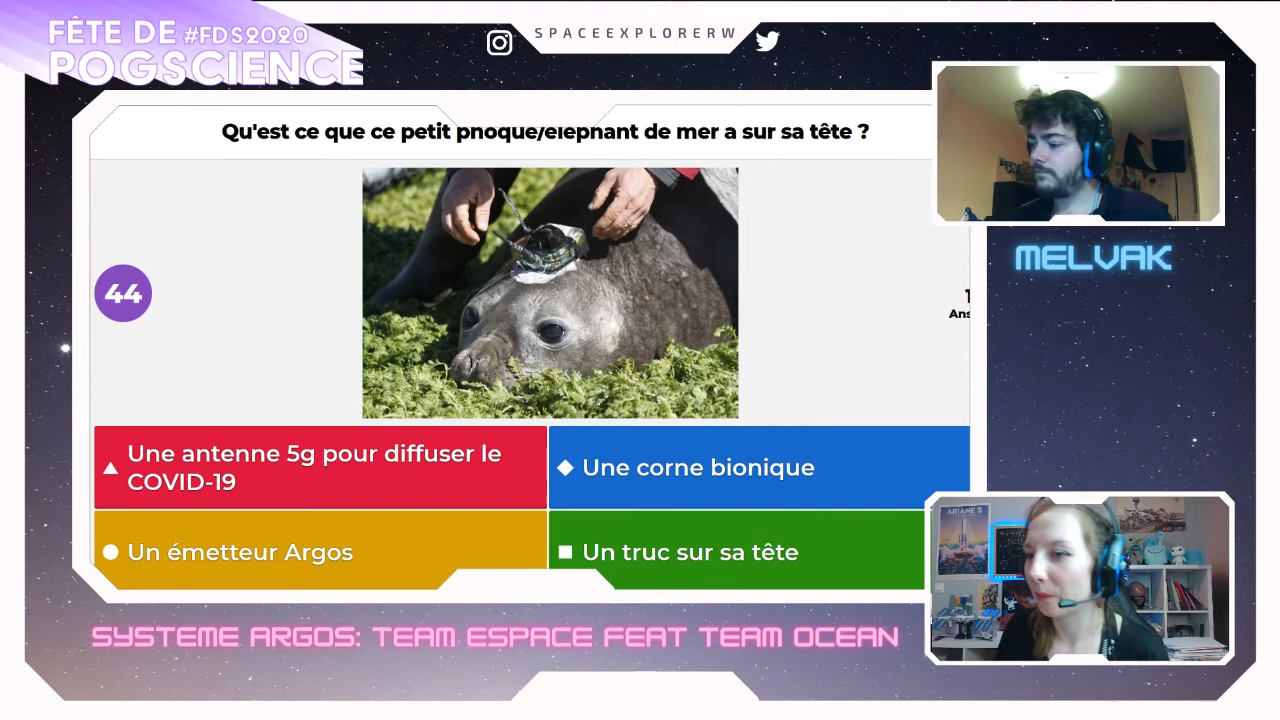 FÊTE DE #FDS2020
POGSCIENCE
SPACEEXPLORERW
Qu'est ce que ce petit phoque/elephant de mer a sur sa tête ?
44
Ans
MELVAK
Une antenne 5g pour diffuser le
COVID-19
Une corne bionique
Un émetteur Argos
Un truc sur sa tête
ARIANE 5
SYSTEME ARGOS: TEAM ESPACE FEAT TEAM OCEAN